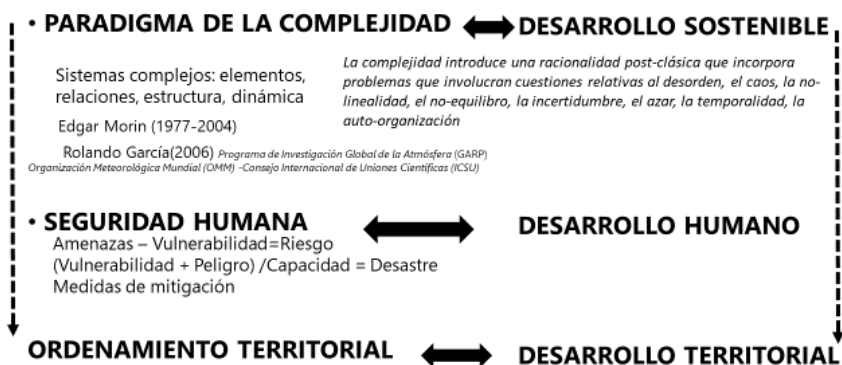 • PARADIGMA DE LA COMPLEJIDAD
DESARROLLO SOSTENIBLE
Sistemas complejos: elementos,
relaciones, estructura, dinámica
Edgar Morin (1977-2004)
Rolando García(2006) Programa de Investigación Global de la Atmósfera (GARP)
Organización Meteorológica Mundial (OMM) -Consejo Internacional de Uniones Científicas (ICSU)
La complejidad introduce una racionalidad post-clásica que incorpora
problemas que involucran cuestiones relativas al desorden, el caos, la no-
linealidad, el no-equilibro, la incertidumbre, el azar, la temporalidad, la
auto-organización
• SEGURIDAD HUMANA
DESARROLLO HUMANO
Amenazas – Vulnerabilidad=Riesgo
(Vulnerabilidad + Peligro) /Capacidad = Desastre
Medidas de mitigación
ORDENAMIENTO TERRITORIAL
DESARROLLO TERRITORIAL